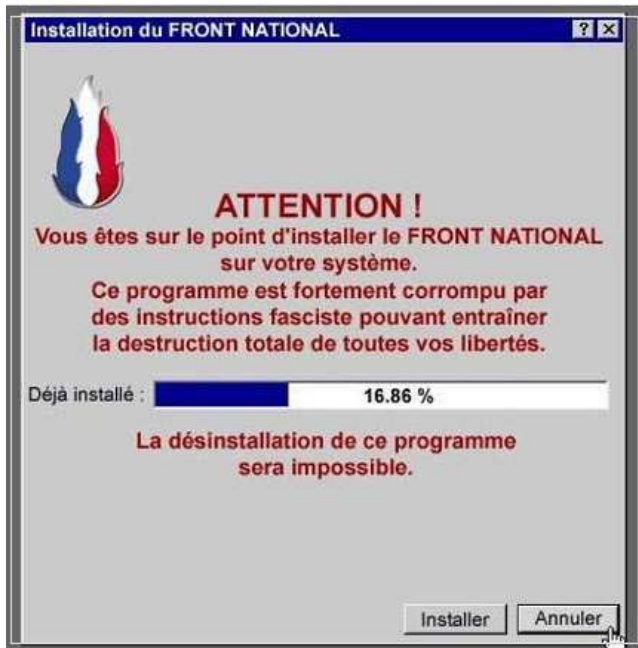 Installation du FRONT NATIONAL
? ×
ATTENTION !
Vous êtes sur le point d'installer le FRONT NATIONAL
sur votre système.
Ce programme est fortement corrompu par
des instructions fasciste pouvant entraîner
la destruction totale de toutes vos libertés.
Déjà installé : 16.86 %
La désinstallation de ce programme
sera impossible.
Installer Annuler